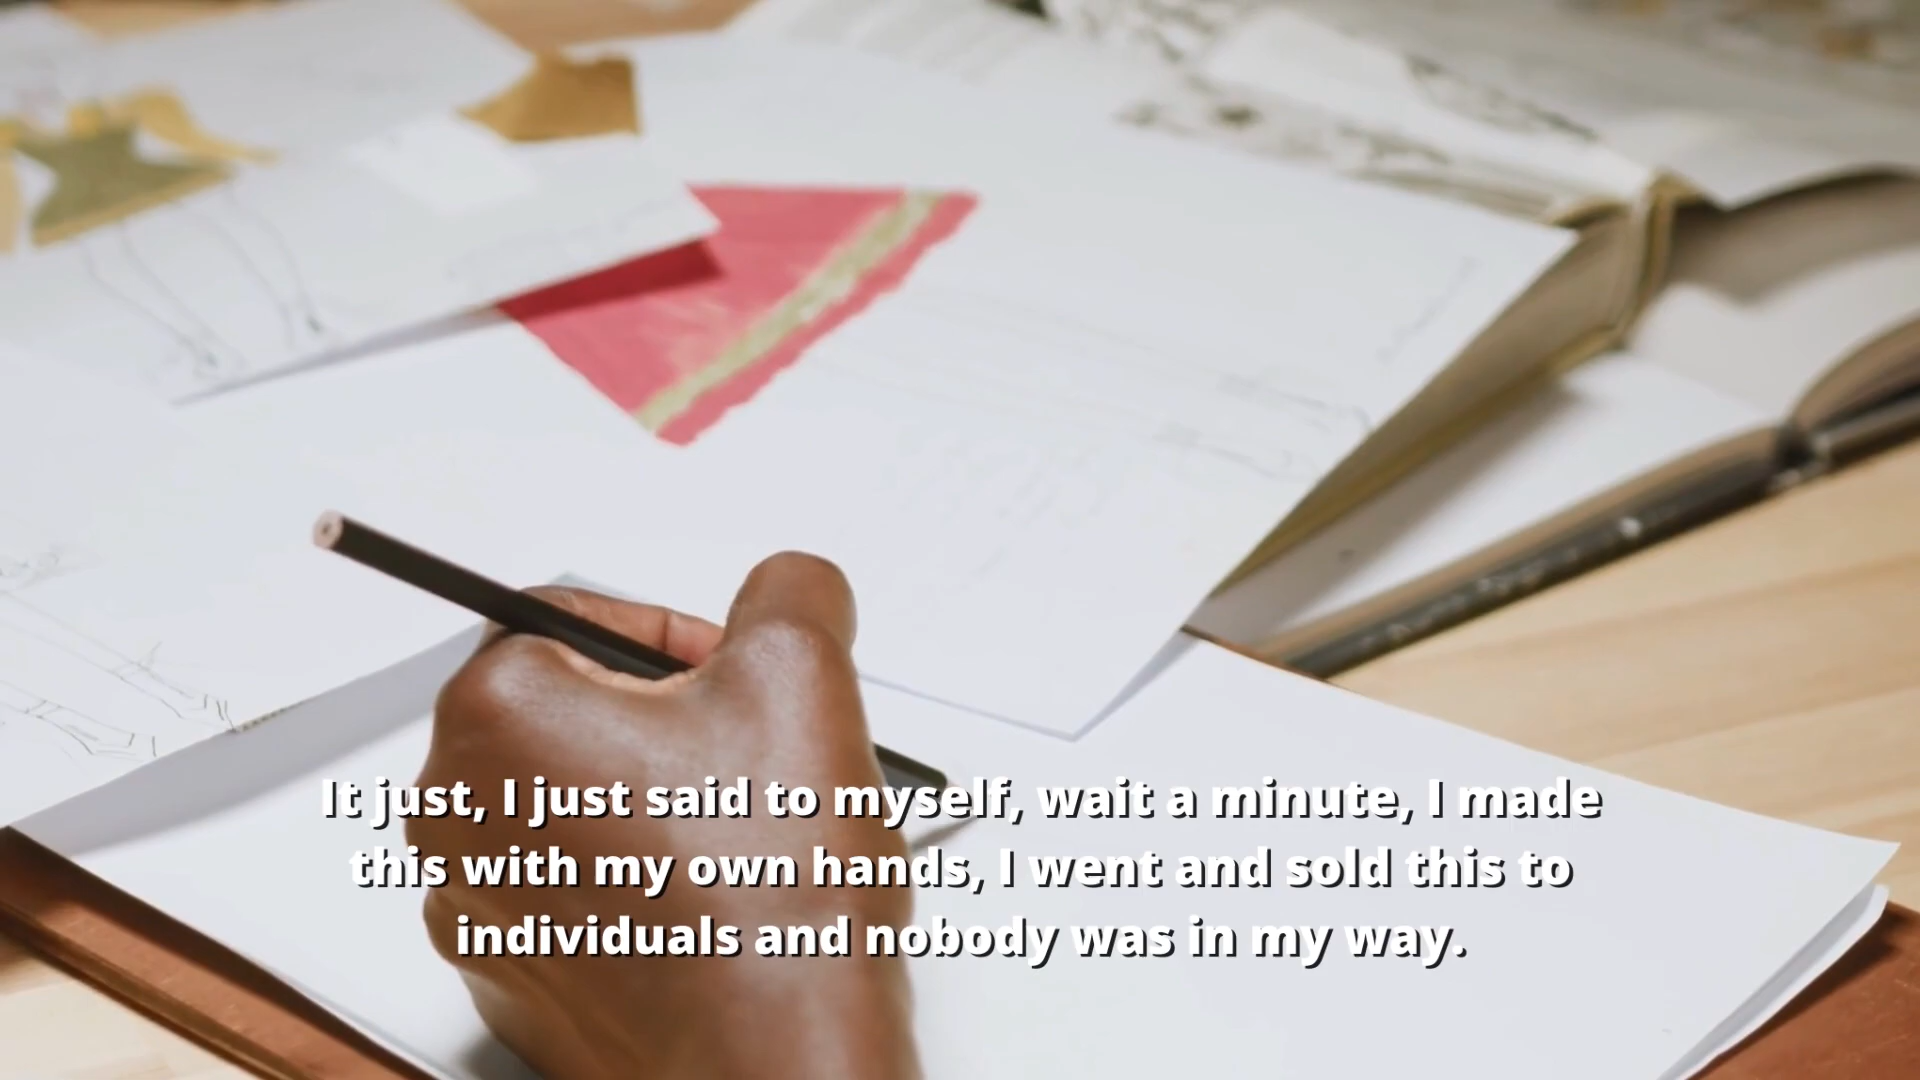 It just, I just said to myself, wait a minute, I made
this with my own hands, I went and sold this to
individuals and nobody was in my way.